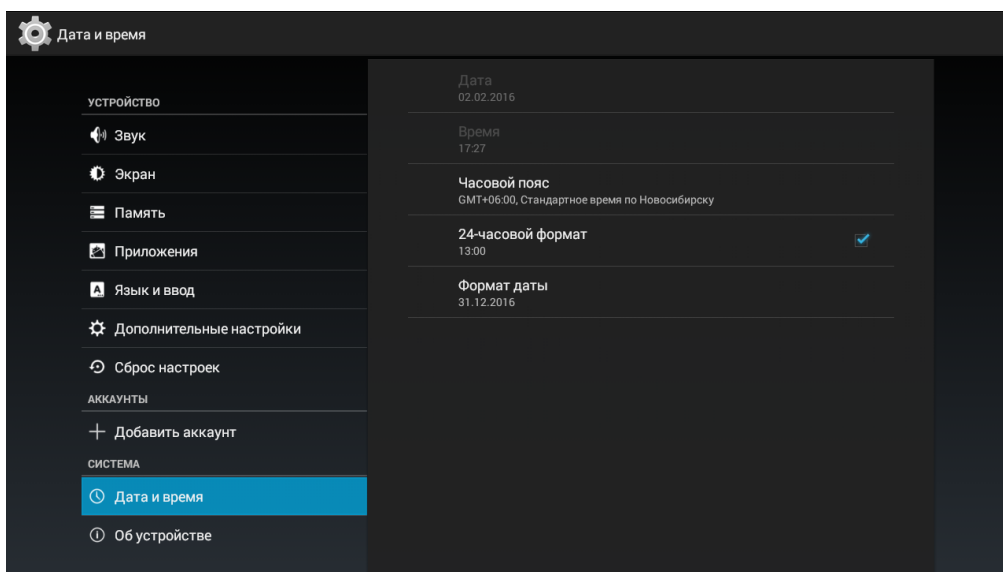 Дата и время
УСТРОЙСТВО
Звук
Экран
Память
Приложения
Язык и ввод
Дополнительные настройки
Сброс настроек
АККАУНТЫ
Добавить аккаунт
СИСТЕМА
Дата и время
Об устройстве
Дата
02.02.2016
Время
17:27
Часовой пояс
GMT+06:00, Стандартное время по Новосибирску
24-часовой формат
13:00
Формат даты
31.12.2016